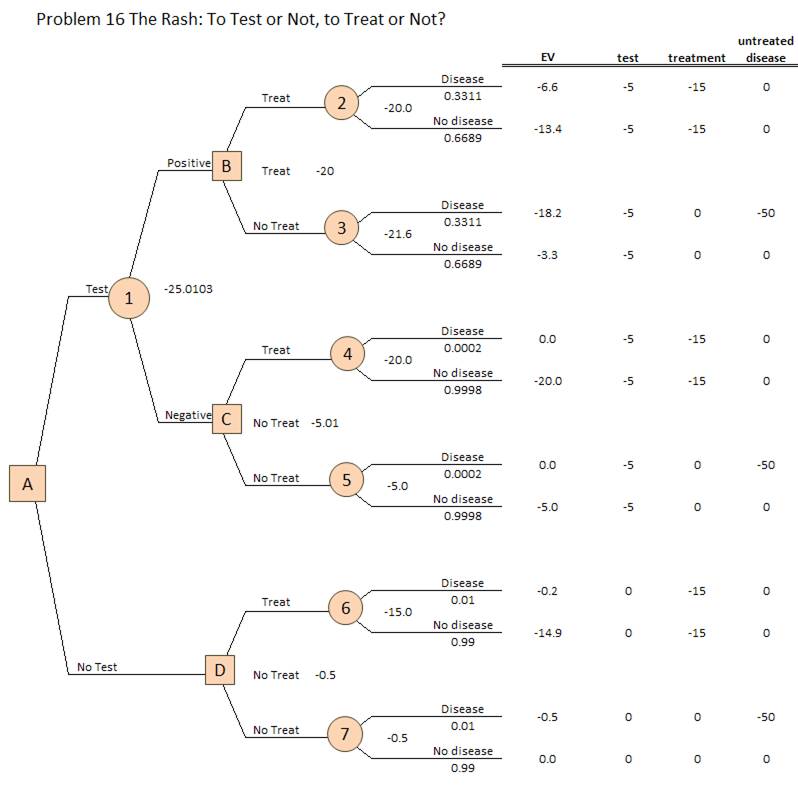 Problem 16 The Rash: To Test or Not, to Treat or Not?
untreated
EV test treatment disease
Disease
Treat 2 -20.0 0.3311 -6.6 -5 -15 0
No disease
0.6689 -13.4 -5 -15 0
Positive B Treat -20
Disease
No Treat 3 -21.6 0.3311 -18.2 -5 0 -50
No disease
0.6689 -3.3 -5 0 0
Test 1 -25.0103
Disease
Treat 4 -20.0 0.0002 0.0 -5 -15 0
No disease
0.9998 -20.0 -5 -15 0
Negative C No Treat -5.01
Disease
No Treat 5 -5.0 0.0002 0.0 -5 0 -50
No disease
0.9998 -5.0 -5 0 0
A
Disease
Treat 6 -15.0 0.01 -0.2 0 -15 0
No disease
0.99 -14.9 0 -15 0
No Test D No Treat -0.5
Disease
No Treat 7 -0.5 0.01 -0.5 0 0 -50
No disease
0.99 0.0 0 0 0